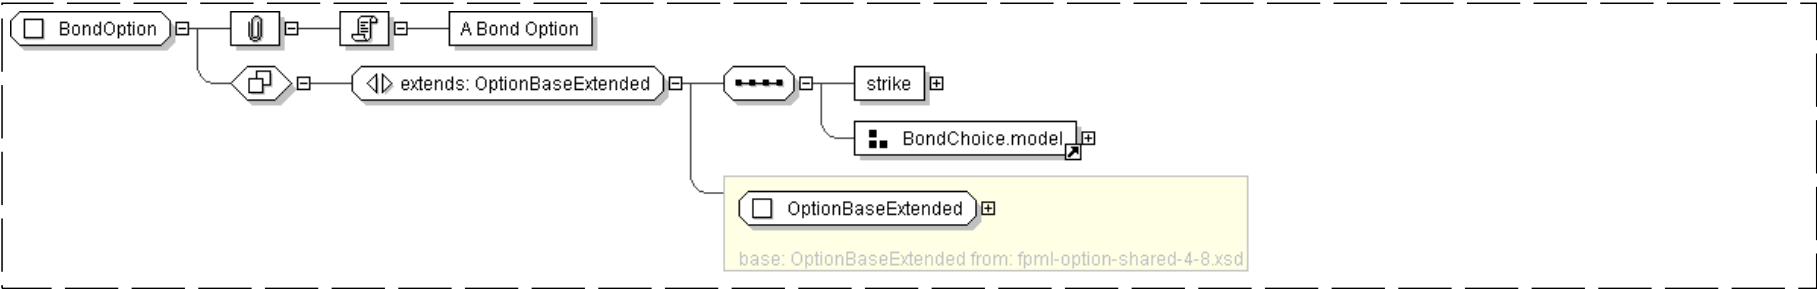 BondOption
A Bond Option
extends: OptionBaseExtended
strike
BondChoice.model
OptionBaseExtended
base: OptionBaseExtended from: fpml-option-shared-4-8.xsd